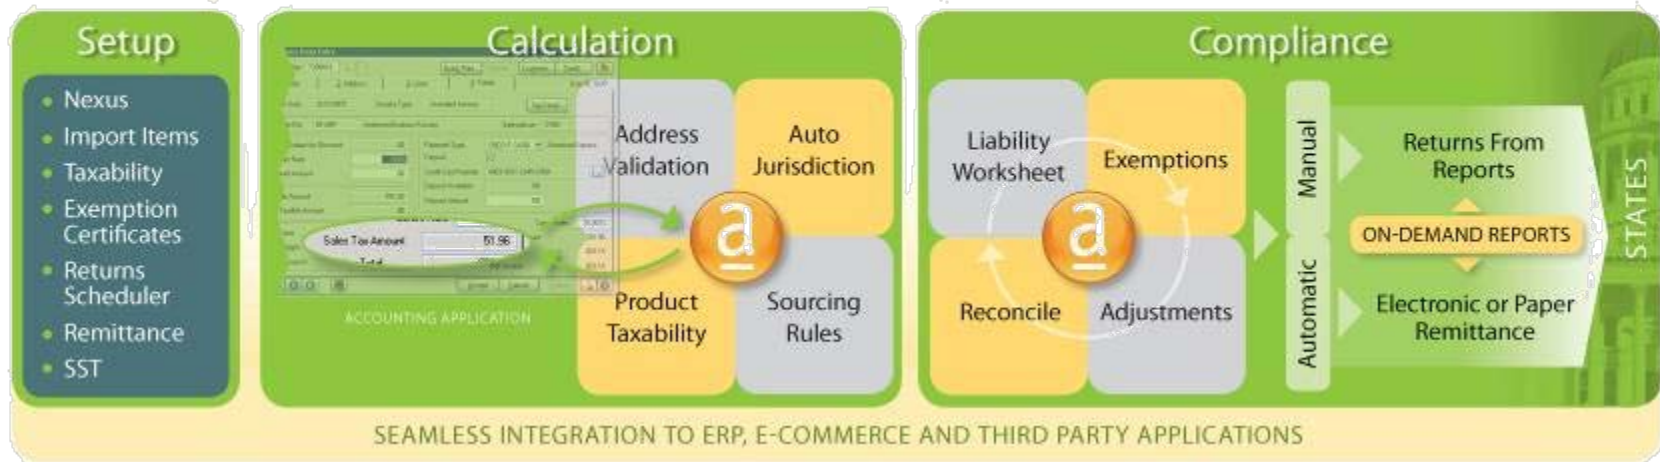 Setup
Nexus
Import Items
Taxability
Exemption
Certificates
Returns
Scheduler
Remittance
SST
Calculation
Sales Tax Amount
51.96
Total
ACCOUNTING APPLICATION
Address
Validation
Auto
Jurisdiction
a
Product
Taxability
Sourcing
Rules
Compliance
Liability
Worksheet
Exemptions
a
Reconcile
Adjustments
Manual
Automatic
Returns From
Reports
ON-DEMAND REPORTS
Electronic or Paper
Remittance
STATES
SEAMLESS INTEGRATION TO ERP, E-COMMERCE AND THIRD PARTY APPLICATIONS